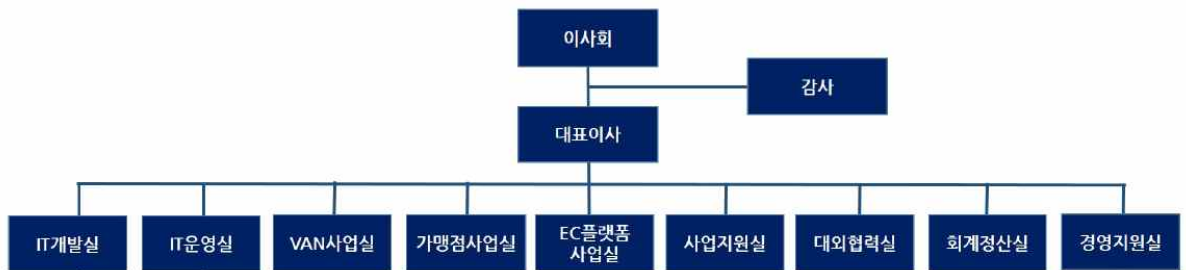 이사회
감사
대표이사
IT개발실
IT운영실
VAN사업실
가맹점사업실
EC플랫폼
사업실
사업지원실
대외협력실
회계정산실
경영지원실